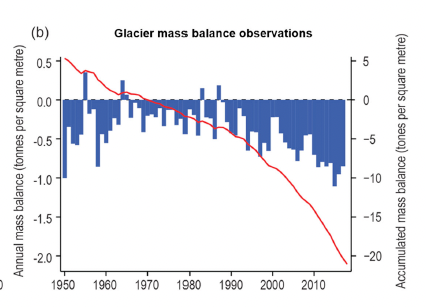 (b)
Glacier mass balance observations
Annual mass balance (tonnes per square metre)
0.5
0.0
-0.5
-1.0
-1.5
-2.0
5
0
−5
−10
−15
−20
Accumulated mass balance (tones per square metre)
1950 1960 1970 1980 1990 2000 2010